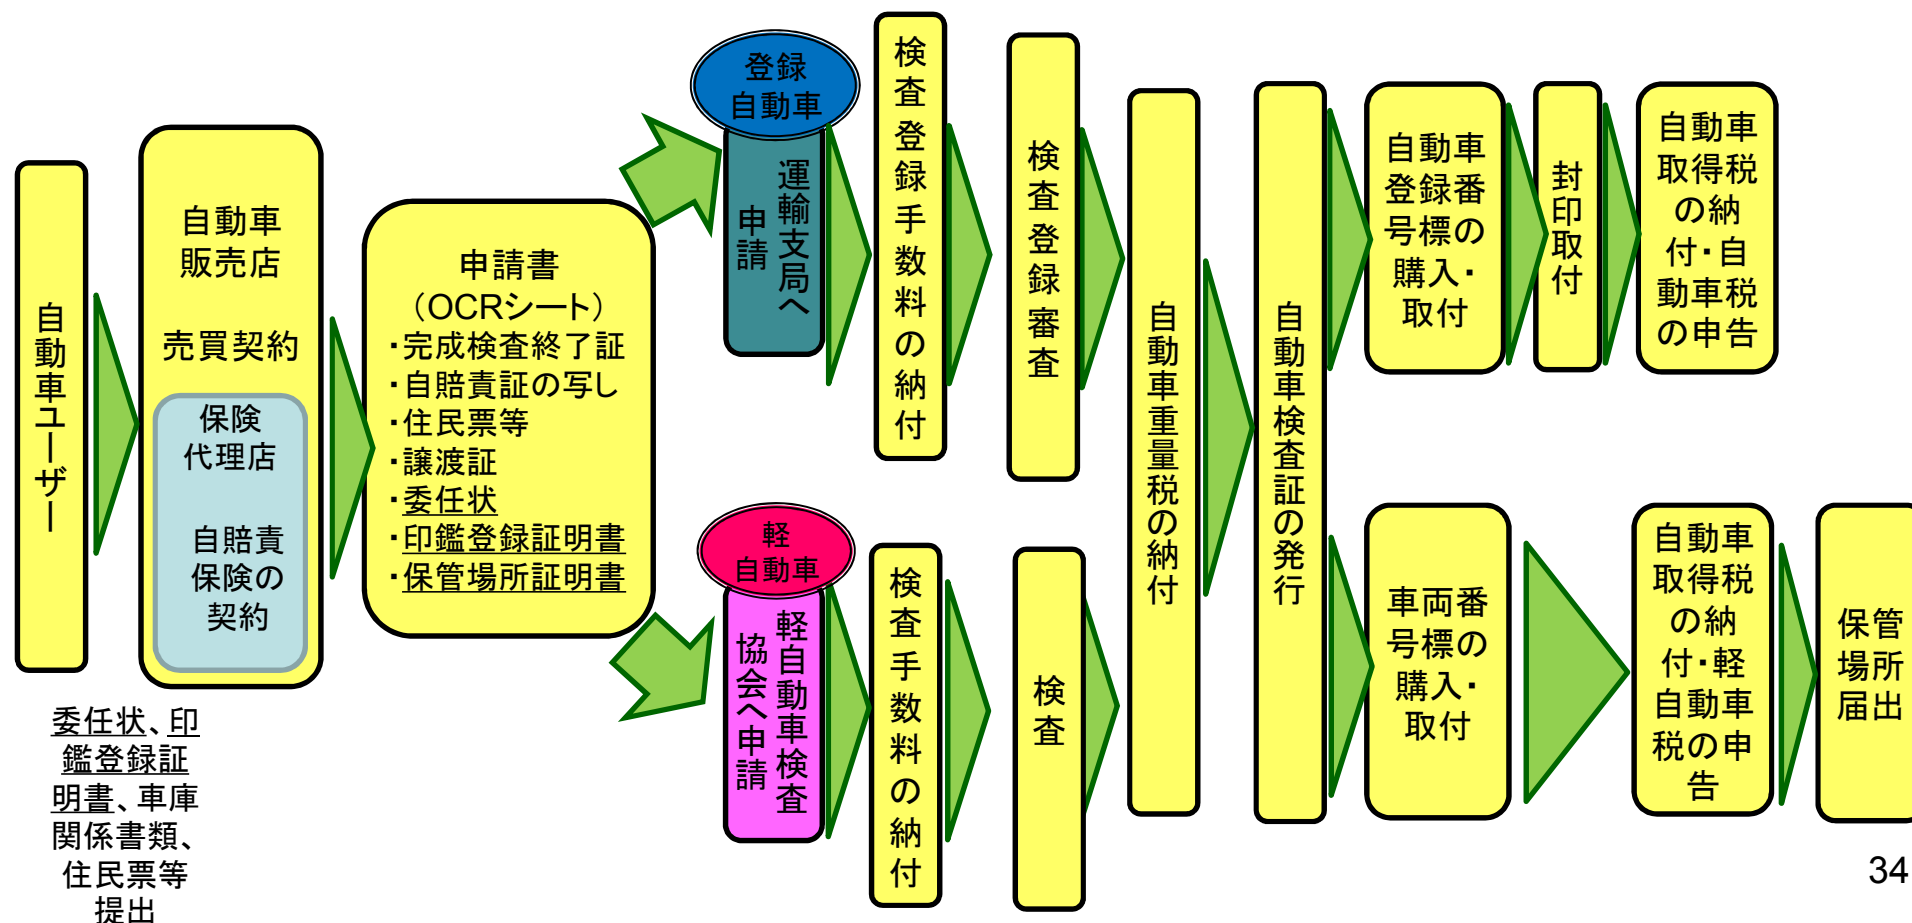 自動車ユーザー
委任状、印
鑑登録証
明書、車庫
関係書類、
住民票等
提出
自動車
販売店
売買契約
保険
代理店
自賠責
保険の
契約
申請書
（OCRシート）
・完成検査終了証
・自賠責証の写し
・住民票等
・譲渡証
・委任状
・印鑑登録証明書
・保管場所証明書
登録
自動車
運輸支局へ
申請
検査登録手数料の納付
検査登録審査
軽
自動車
軽自動車検査
協会へ申請
検査手数料の納付
検査
自動車重量税の納付
自動車検査証の発行
自動車
登録番
号標の
購入・
取付
封印取付
自動車
取得税
の納
付・自
動車税
の申告
車両番
号標の
購入・
取付
自動車
取得税
の納
付・軽
自動車
税の申
告
保管
場所
届出
34